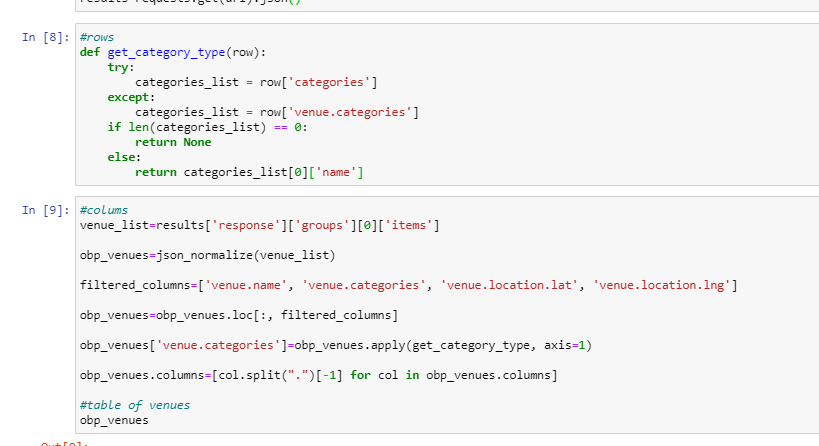 results=requests.get(url).json()
In [8]: #rows
def get_category_type(row):
    try:
        categories_list = row['categories']
    except:
        categories_list = row['venue.categories']
    if len(categories_list) == 0:
        return None
    else:
        return categories_list[0]['name']
In [9]: #colums
venue_list=results['response']['groups'][0]['items']
obp_venues=json_normalize(venue_list)
filtered_columns=['venue.name', 'venue.categories', 'venue.location.lat', 'venue.location.lng']
obp_venues=obp_venues.loc[:, filtered_columns]
obp_venues['venue.categories']=obp_venues.apply(get_category_type, axis=1)
obp_venues.columns=[col.split(".")[-1] for col in obp_venues.columns]
#table of venues
obp_venues
Out[9]: